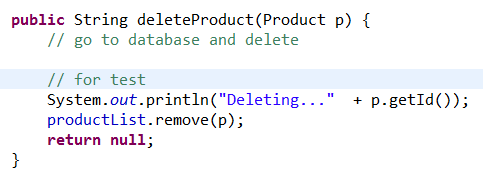 public String deleteProduct(Product p) {
// go to database and delete
// for test
System.out.println("Deleting..."  + p.getId());
productList.remove(p);
return null;
}